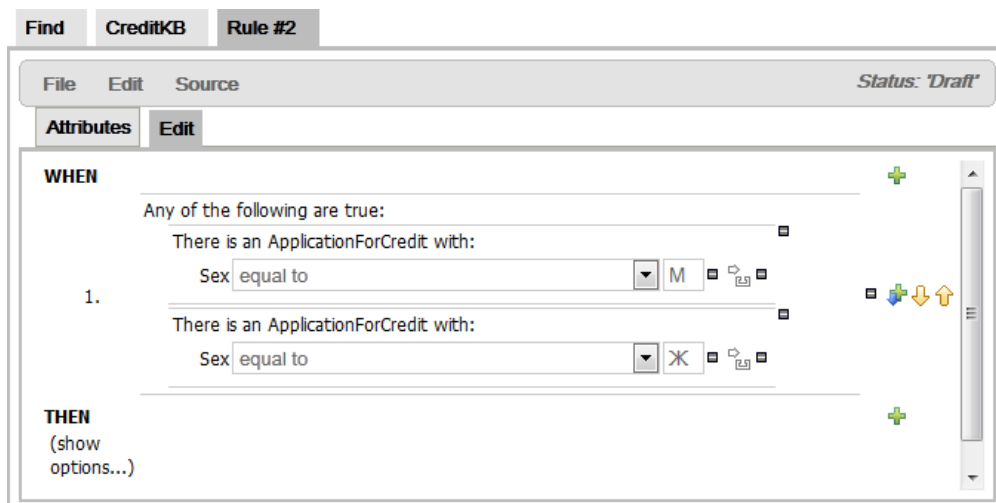 Find CreditKB Rule #2
File Edit Source Status: 'Draft'
Attributes Edit
WHEN
Any of the following are true:
There is an ApplicationForCredit with:
Sex equal to М
1.
There is an ApplicationForCredit with:
Sex equal to Ж
THEN
(show
options...)